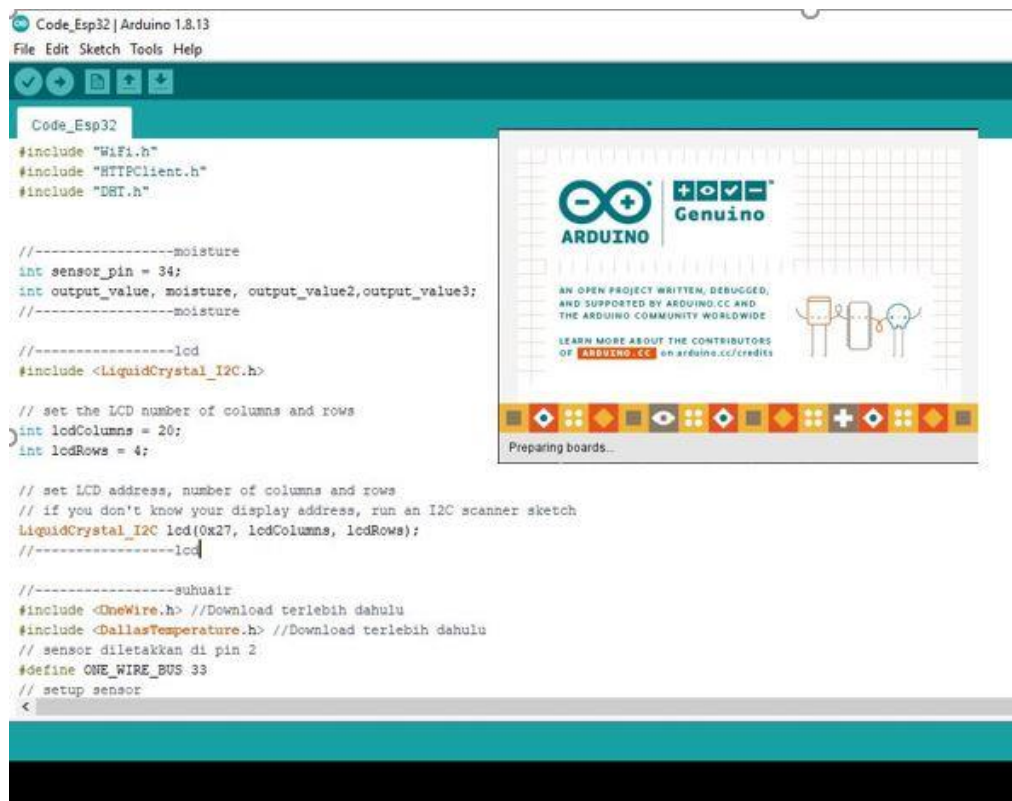 Code_Esp32 | Arduino 1.8.13
File Edit Sketch Tools Help
Code_Esp32
#include "WiFi.h"
#include "HTTPClient.h"
#include "DHT.h"
//-----------------moisture
int sensor_pin = 34;
int output_value, moisture, output_value2,output_value3;
//-----------------moisture
//-----------------lcd
#include <LiquidCrystal_I2C.h>
// set the LCD number of columns and rows
int lcdColumns = 20;
int lcdRows = 4;
// set LCD address, number of columns and rows
// if you don't know your display address, run an I2C scanner sketch
LiquidCrystal_I2C lcd(0x27, lcdColumns, lcdRows);
//-----------------lcd
//-----------------suhuair
#include <OneWire.h> //Download terlebih dahulu
#include <DallasTemperature.h> //Download terlebih dahulu
// sensor diletakkan di pin 2
#define ONE_WIRE_BUS 33
// setup sensor
ARDUINO
Genuino
AN OPEN PROJECT WRITTEN, DEBUGGED,
AND SUPPORTED BY ARDUINO.CC AND
THE ARDUINO COMMUNITY WORLDWIDE
LEARN MORE ABOUT THE CONTRIBUTORS
OF ARDUINO.CC on arduino.cc/credits
Preparing boards...